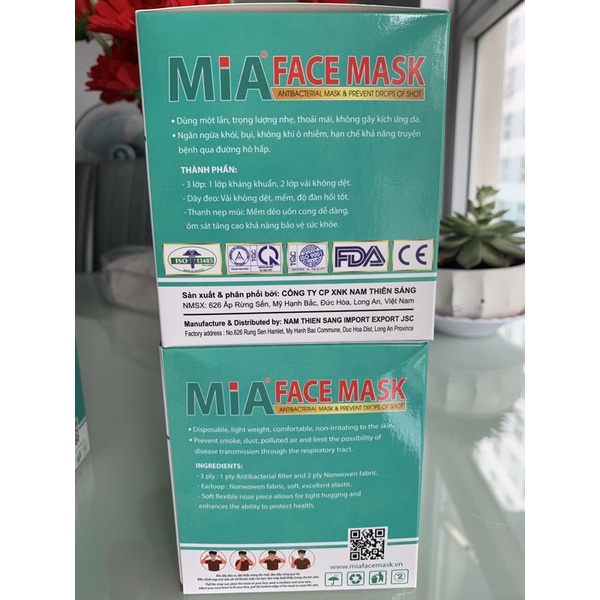 MiA FACE MASK
ANTIBACTERIAL MASK & PREVENT DROPS OF SHOT
• Dùng một lần, trọng lượng nhẹ, thoải mái, không gây kích ứng da.
• Ngăn ngừa khói, bụi, không khí ô nhiễm, hạn chế khả năng truyền
bệnh qua đường hô hấp.
THÀNH PHẦN:
- 3 lớp: 1 lớp kháng khuẩn, 2 lớp vải không dệt.
- Dây đeo: Vải không dệt, mềm, độ đàn hồi tốt.
- Thanh nẹp mũi: Mềm dẻo uốn cong dễ dàng,
ôm sát tăng cao khả năng bảo vệ sức khỏe.
ISO 13485 TQC TQC ISO 9001 FDA CE
Sản xuất & phân phối bởi: CÔNG TY CP XNK NAM THIÊN SÁNG
NMSX: 626 Ấp Rừng Sến, Mỹ Hạnh Bắc, Đức Hòa, Long An, Việt Nam
Manufacture & Distributed by: NAM THIEN SANG IMPORT EXPORT JSC
Factory address : No.626 Rung Sen Hamlet, My Hanh Bac Commune, Duc Hoa Dist, Long An Province
MiA FACE MASK
ANTIBACTERIAL MASK & PREVENT DROPS OF SHOT
• Disposable, light weight, comfortable, non-irritating to the skin.
• Prevent smoke, dust, polluted air and limit the possibility of
disease transmission through the respiratory tract.
INGREDIENTS:
- 3 ply : 1 ply Antibacterial filter and 2 ply Nonwoven fabric.
- Earloop : Nonwoven fabric, soft, excellent elastic.
- Soft flexible nose piece allows for tight hugging and
enhances the ability to protect health.
www.miafacemask.vn